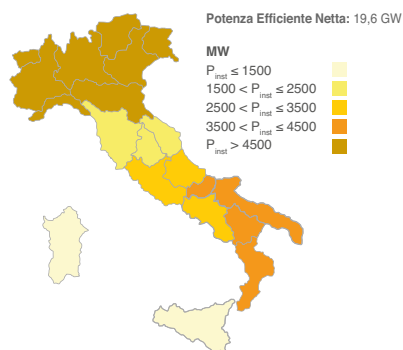 Potenza Efficiente Netta: 19,6 GW
MW
Pinst ≤ 1500
1500 < Pinst ≤ 2500
2500 < Pinst ≤ 3500
3500 < Pinst ≤ 4500
Pinst > 4500